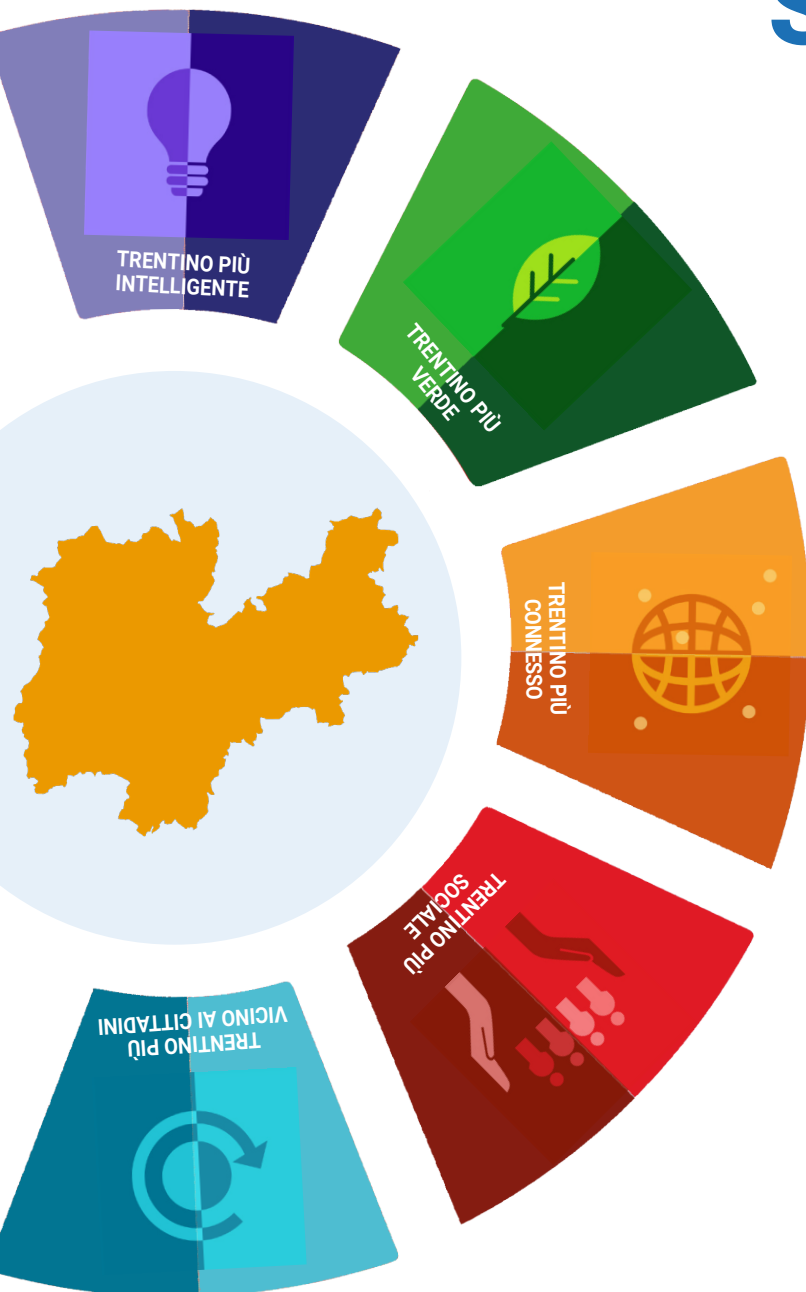 TRENTINO PIÙ
INTELLIGENTE
TRENTINO PIÙ
VERDE
TRENTINO PIÙ
CONNESSO
TRENTINO PIÙ
SOCIALE
TRENTINO PIÙ
VICINO AI CITTADINI